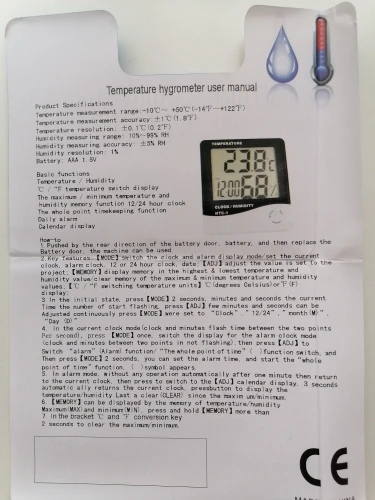 Temperature hygrometer user manual
Product Specifications
Temperature measurement range:-10℃~ +50℃(-14℉~+122℉)
Temperature measurement accuracy:±1℃(1.8℉)
Temperature resolution: ±0.1℃(0.2℉)
Humidity measuring range: 10%~99% RH
Humidity measuring accuracy: ±5% RH
Humidity resolution: 1%
Battery: AAA 1.5V
TEMPERATURE
CLOCK/HUMIDITY
HTC-1
Basic functions
Temperature / Humidity
℃ / ℉ temperature switch display
The maximum / minimum temperature and
humidity memory function 12/24 hour clock
The whole point timekeeping function
Daily alarm
Calendar display
How-to
1.Pushed by the rear direction of the battery door, battery, and then replace the
Battery door, the machine can be used
2.Key features 【MODE】switch the clock and alarm display mode set the current
clock, alarm, 12 or 24 hour clock, date;【ADJ】adjust the value is set to the
project;【MEMORY】display memory in the highest & lowest temperature and
humidity value/clear memory of the maximum & minimum temperature and humidity
values;【℃ / ℉ switching temperature units】℃(degrees Celsius)or℉(F)
display;
3. In the initial state, press【MODE】2 seconds, minutes and seconds the current
Time the number of start flashing, press【ADJ】few minutes and seconds can be
Adjusted continuously press【MODE】were set to "Clock", "12/24", "month(M)",
"Day (D)"
4. In the current clock mode(clock and minutes flash time between the two points
Per second), press 【MODE】once, switch the display for the alarm clock mode
(clock and minutes between two points in not flashing), then press【ADJ】to
Switch "alarm"(Alarm) function/ "The whole point of time" ( )function switch, and
Then press【MODE】2 seconds, you can set the alarm time, and start the "whole
point of time" function. ( )symbol appears.
5. In alarm mode, without any operation automatically after one minute then return
to the current clock, then press to switch to the【ADJ】calendar display, 3 seconds
automatic ally returns the current clock, pressbutton to display the
temperature/humidity Last a clear(CLEAR) since the maxim um/minimum.
6. 【MEMORY】can be displayed by the memory of temperature/humidity
Maximum(MAX)and minimum(MIN), press and hold【MEMORY】more than
7. in the bracket ℃ and ℉ conversion key
2 seconds to clear the maximum/minimum.
CE